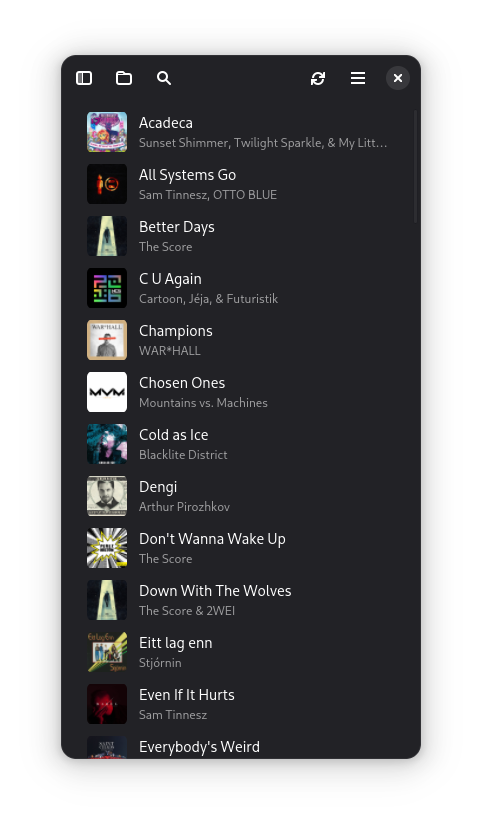 Acadeca
Sunset Shimmer, Twilight Sparkle, & My Litt…
All Systems Go
Sam Tinnesz, OTTO BLUE
Better Days
The Score
C U Again
Cartoon, Jéja, & Futuristik
WAR*HALL
Champions
WAR*HALL
MVM
Chosen Ones
Mountains vs. Machines
Cold as Ice
Blacklite District
Dengi
Arthur Pirozhkov
Don't Wanna Wake Up
The Score
Down With The Wolves
The Score & 2WEI
Eitt lag enn
Stjórnin
Even If It Hurts
Sam Tinnesz
Everybody's Weird